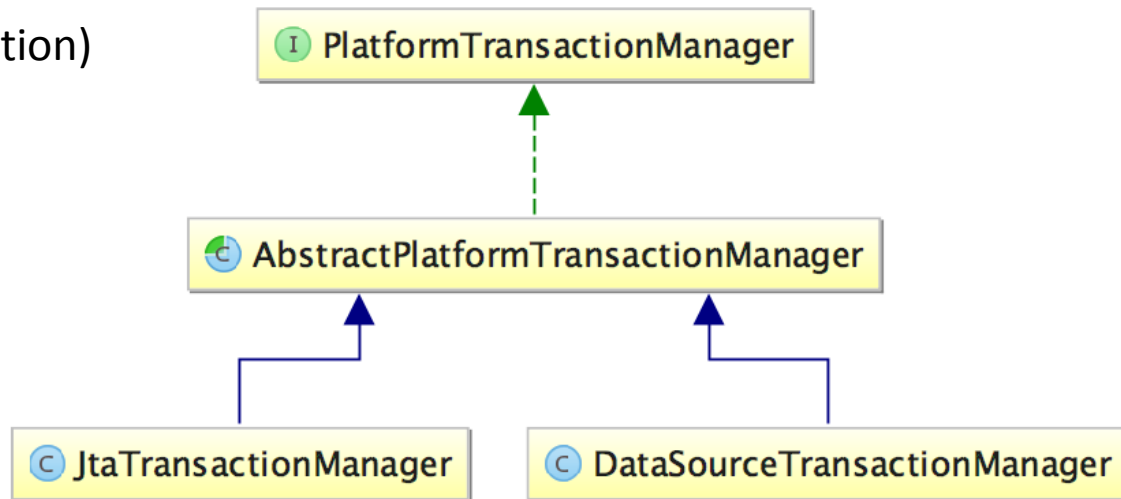 tion)
I PlatformTransactionManager
C AbstractPlatformTransactionManager
C JtaTransactionManager
C DataSourceTransactionManager